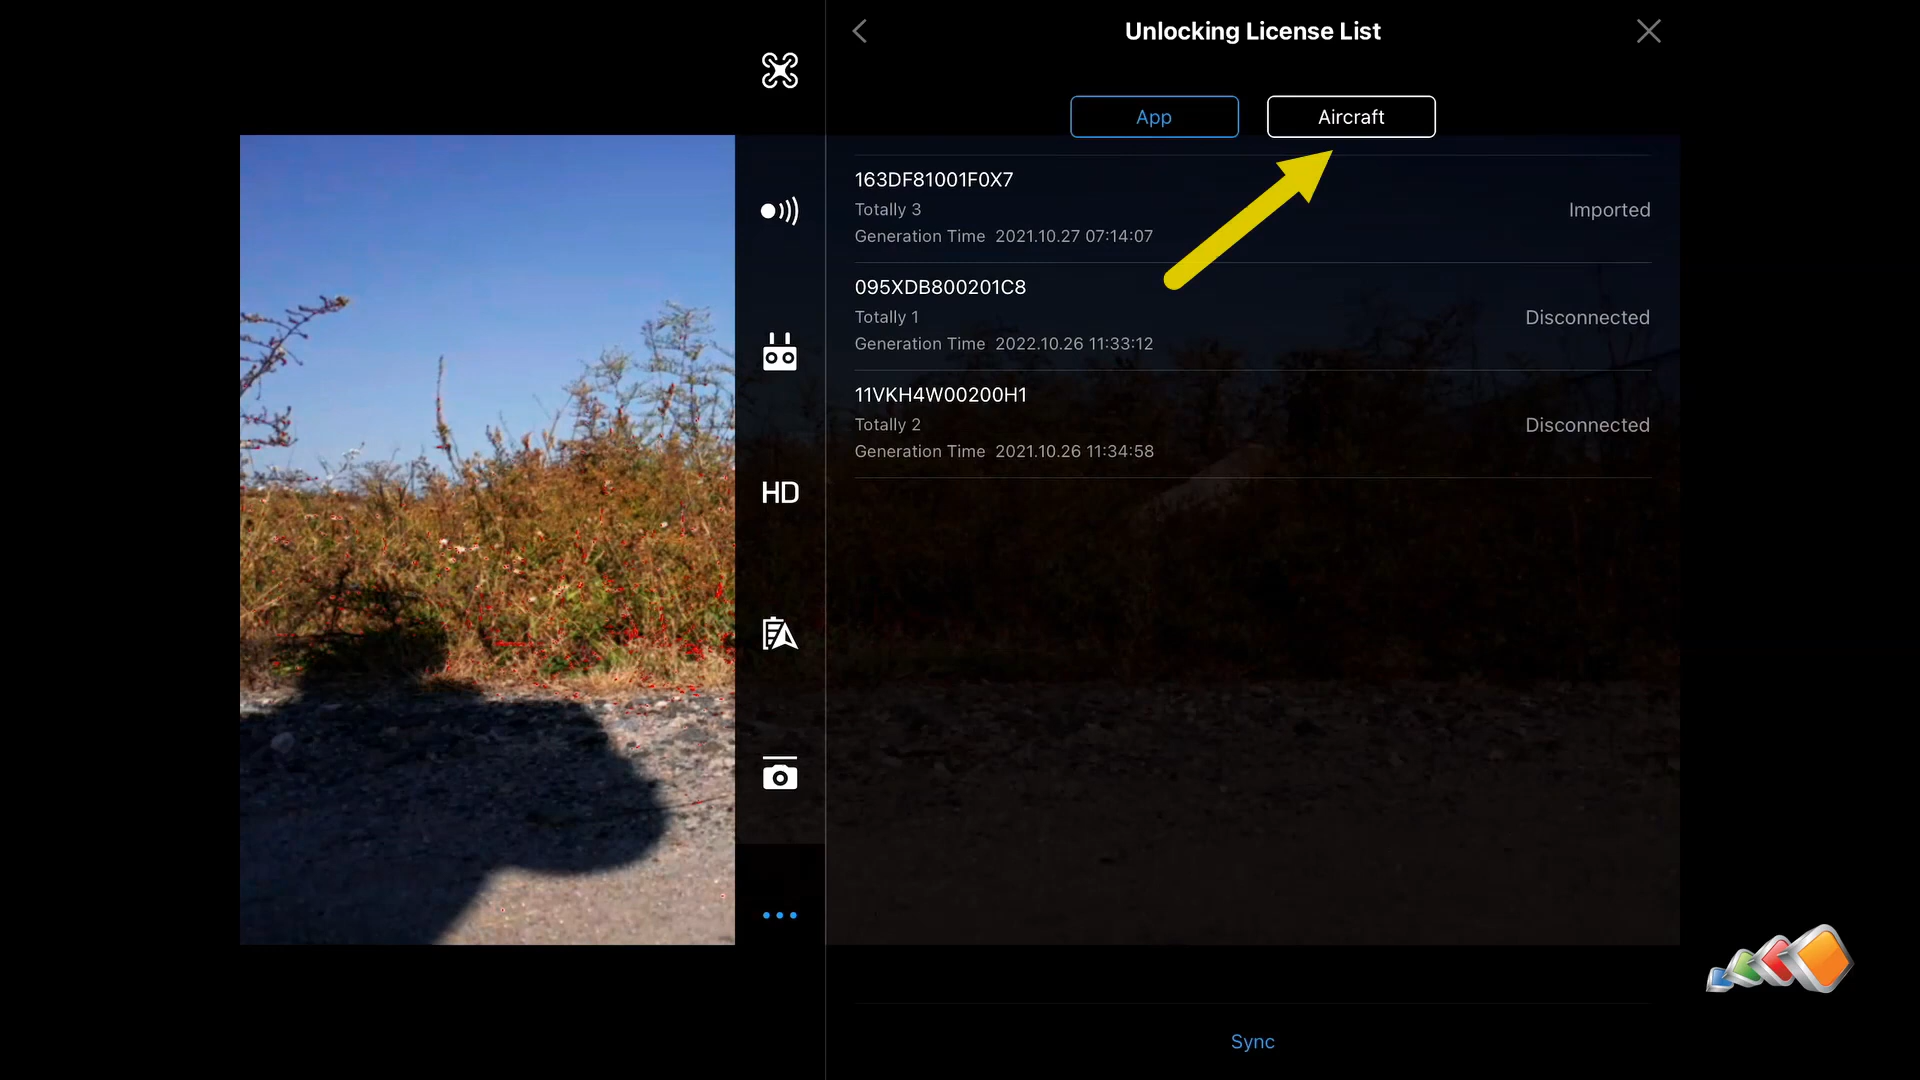 Unlocking License List
App
Aircraft
163DF81001F0X7
Totally 3
Generation Time 2021.10.27 07:14:07
Imported
095XDB800201C8
Totally 1
Generation Time 2022.10.26 11:33:12
Disconnected
11VKH4W00200H1
Totally 2
Generation Time 2021.10.26 11:34:58
Disconnected
HD
Sync